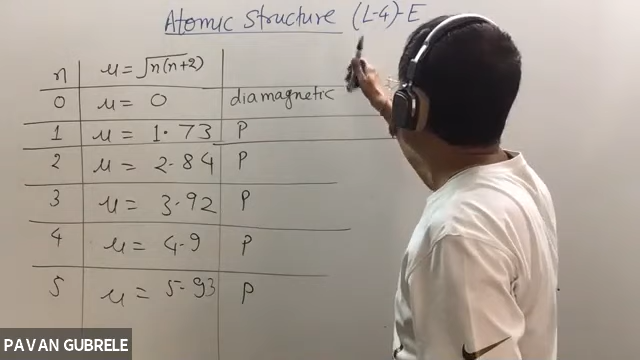 Atomic Structure (L-4)-E
n μ = √n(n+2)
0 μ = 0 diamagnetic
1 μ = 1.73 P
2 μ = 2.84 P
3 μ = 3.92 P
4 μ = 4.9 P
5 μ = 5.93 P
PAVAN GUBRELE